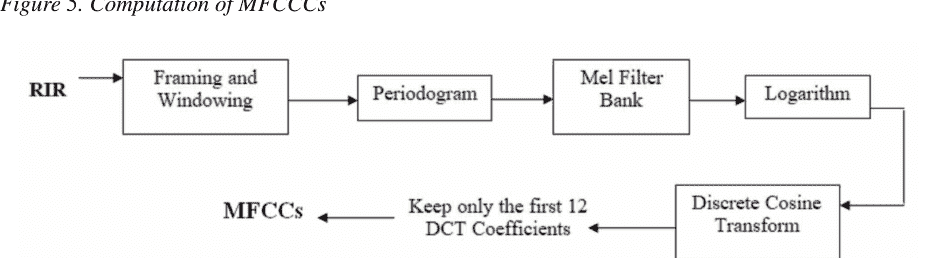 Figure 5. Computation of MFCCCs
RIR
Framing and
Windowing
Periodogram
Mel Filter
Bank
Logarithm
Discrete Cosine
Transform
Keep only the first 12
DCT Coefficients
MFCCs